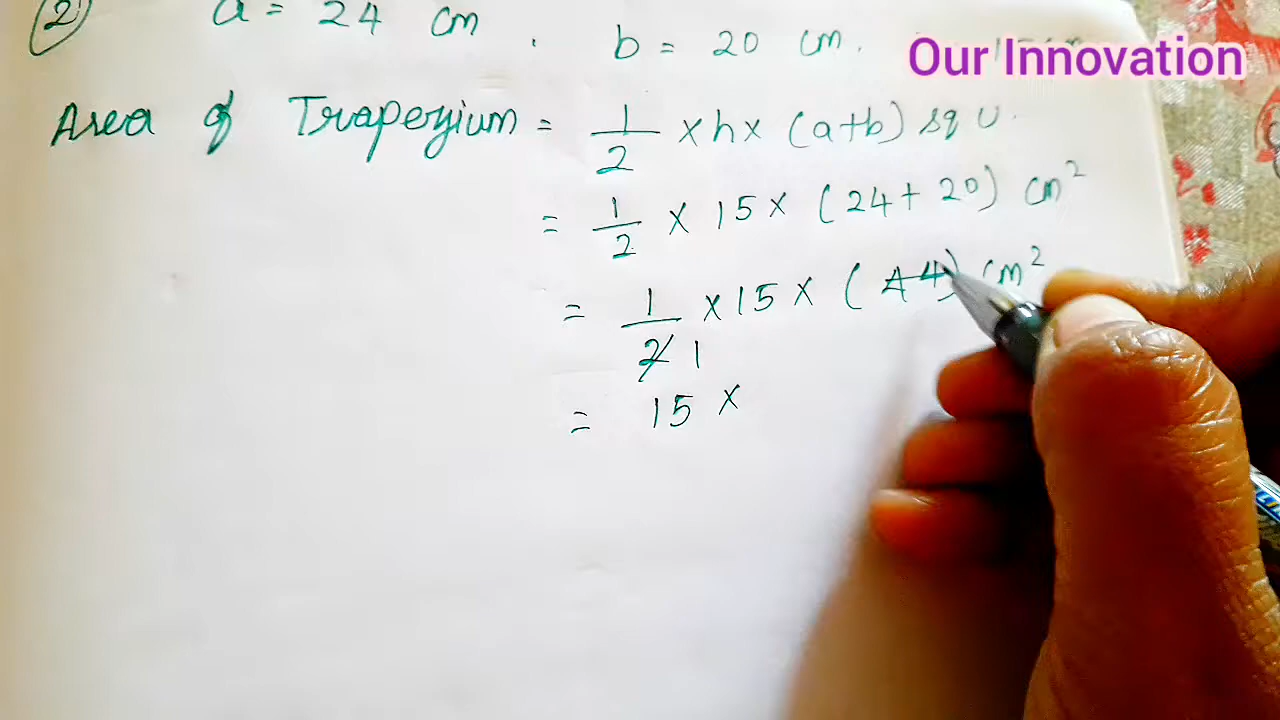 2 a = 24 cm , b = 20 cm.
Our Innovation
Area of Trapezium = 1/2 × h × (a+b) sq u.
= 1/2 × 15 × (24 + 20) cm²
= 1/2 1 × 15 × (44) cm²
= 15 ×